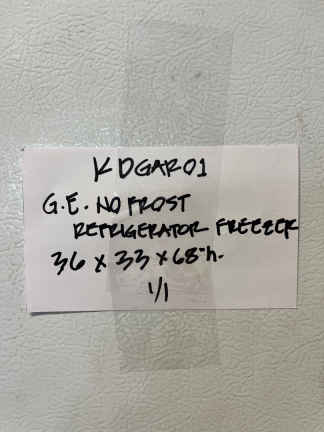 KDGAR01
G.E. NO FROST
REFRIGERATOR FREEZER
36 x 33 x 68"h.
1/1